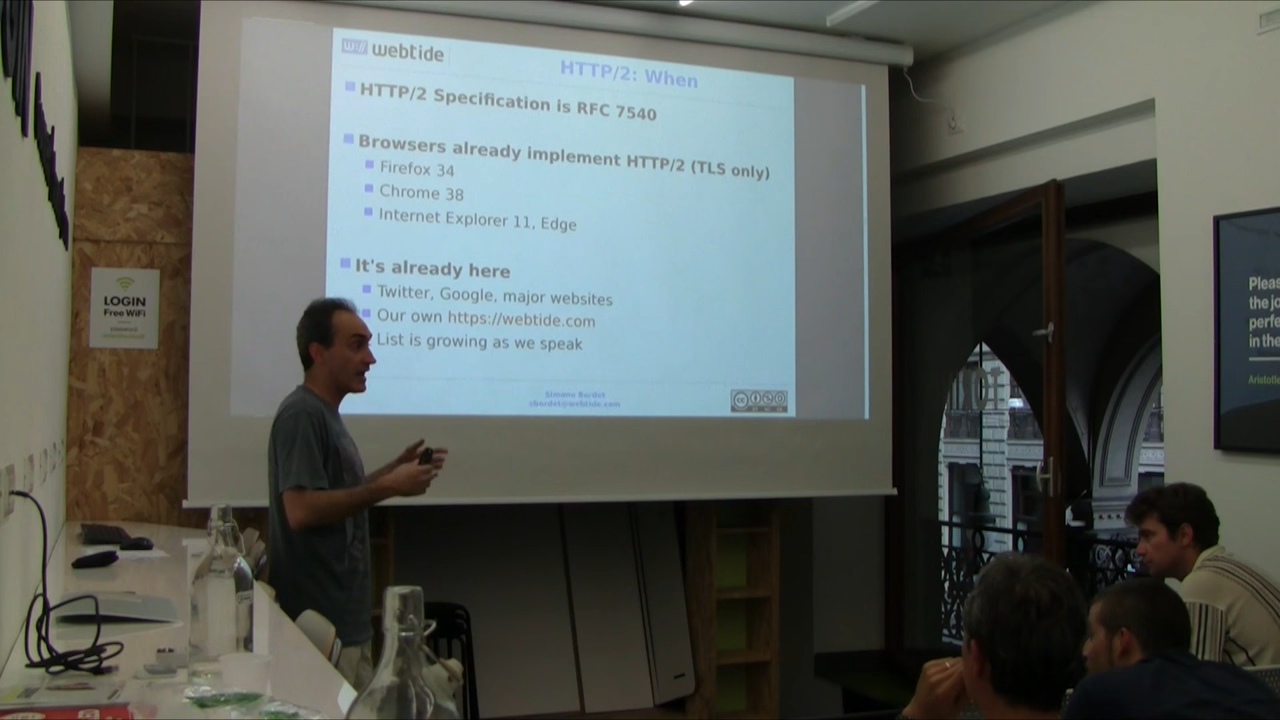 webtide
HTTP/2: When
HTTP/2 Specification is RFC 7540
Browsers already implement HTTP/2 (TLS only)
Firefox 34
Chrome 38
Internet Explorer 11, Edge
It's already here
Twitter, Google, major websites
Our own https://webtide.com
List is growing as we speak
Simone Bordet
sbordet@webtide.com
cc
LOGIN
Free WiFi
Pleas
the jo
perfe
in the
Aristotle